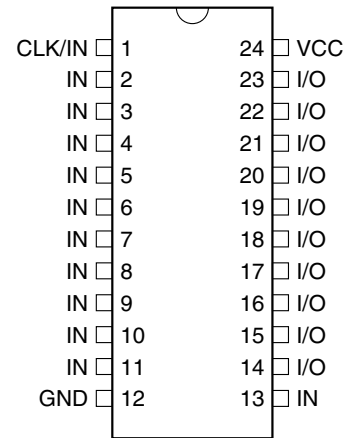 CLK/IN 1 24 VCC
IN 2 23 I/O
IN 3 22 I/O
IN 4 21 I/O
IN 5 20 I/O
IN 6 19 I/O
IN 7 18 I/O
IN 8 17 I/O
IN 9 16 I/O
IN 10 15 I/O
IN 11 14 I/O
GND 12 13 IN